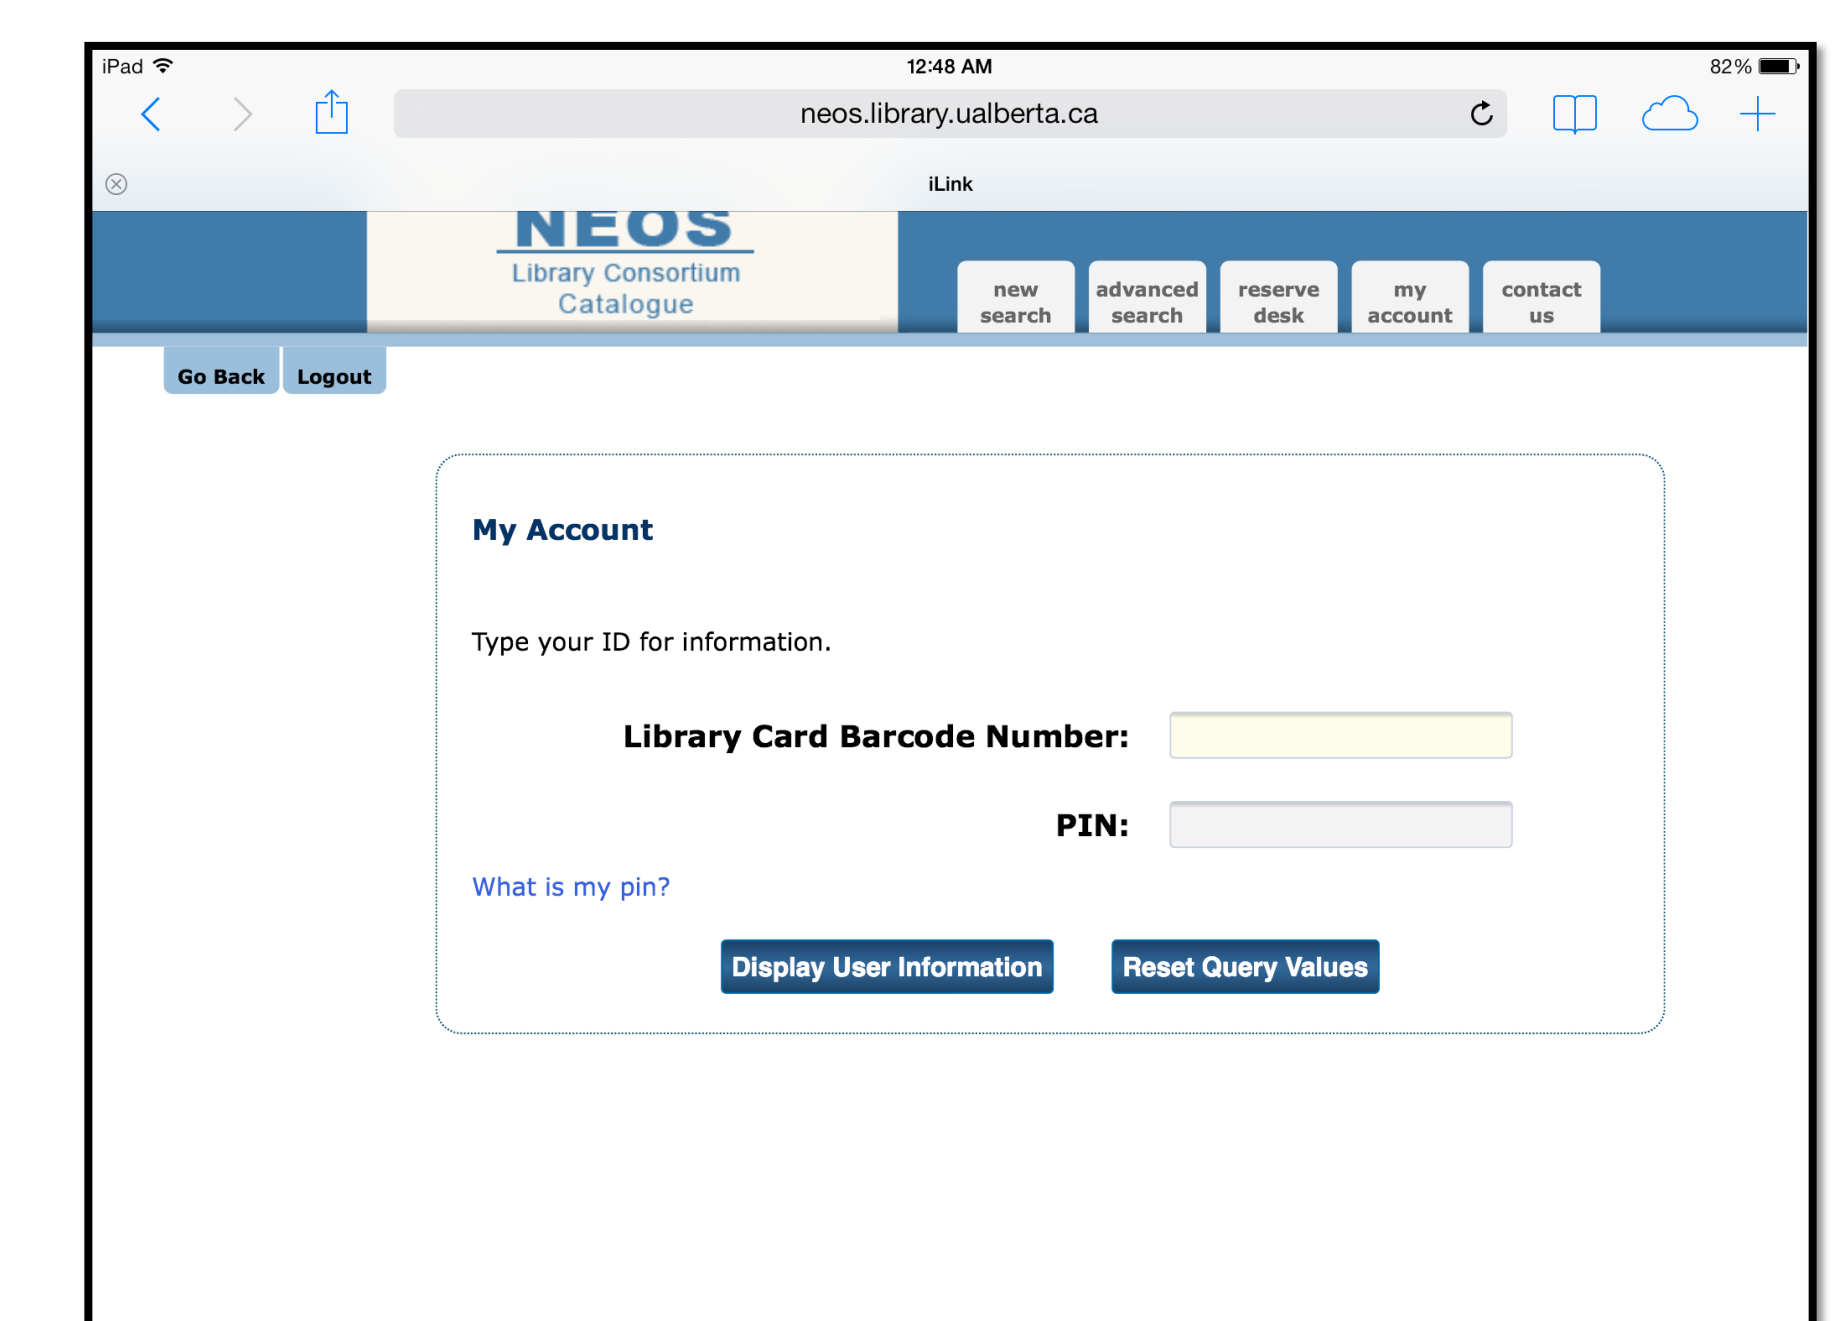 iPad
12:48 AM
82%
neos.library.ualberta.ca
iLink
NEOS
Library Consortium
Catalogue
new search
advanced search
reserve desk
my account
contact us
Go Back
Logout
My Account
Type your ID for information.
Library Card Barcode Number:
PIN:
What is my pin?
Display User Information
Reset Query Values